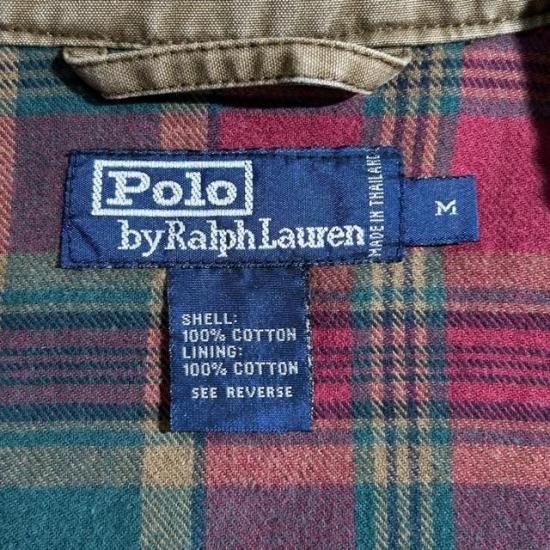 Polo
by Ralph Lauren
MADE IN THAILAND
M
SHELL:
100% COTTON
LINING:
100% COTTON
SEE REVERSE